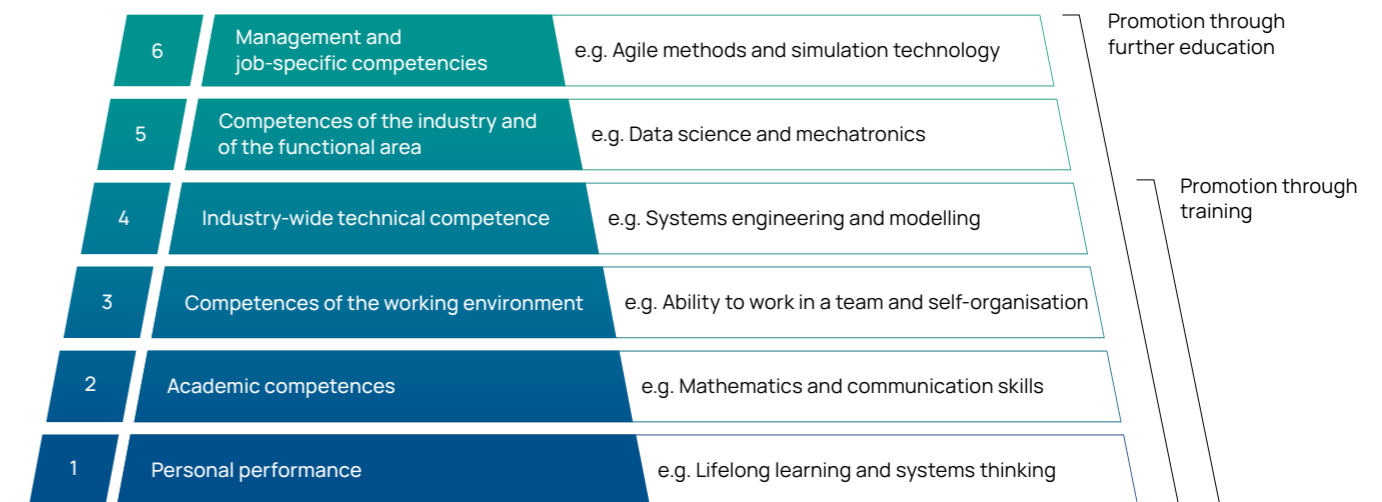 6
Management and
job-specific competencies
e.g. Agile methods and simulation technology
Promotion through
further education
5
Competences of the industry and
of the functional area
e.g. Data science and mechatronics
4
Industry-wide technical competence
e.g. Systems engineering and modelling
Promotion through
training
3
Competences of the working environment
e.g. Ability to work in a team and self-organisation
2
Academic competences
e.g. Mathematics and communication skills
1
Personal performance
e.g. Lifelong learning and systems thinking